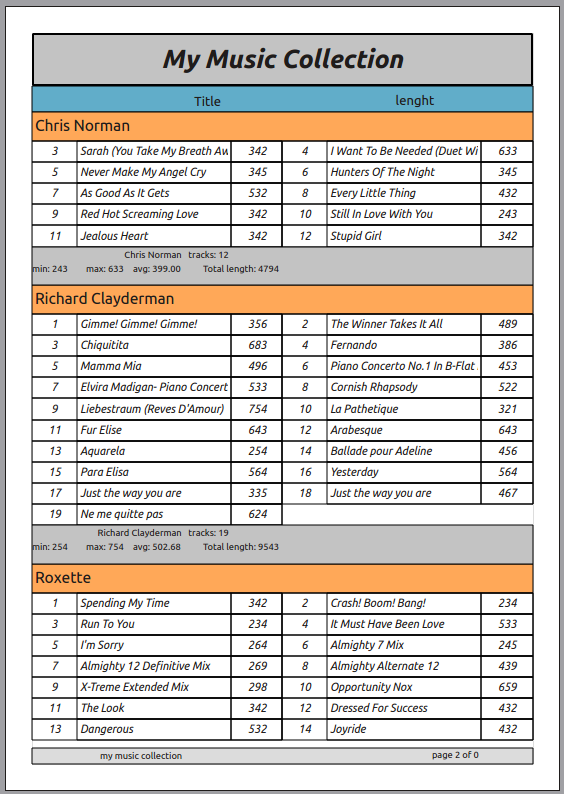 My Music Collection
Title lenght
Chris Norman
3 Sarah (You Take My Breath Aw 342 4 I Want To Be Needed (Duet Wi 633
5 Never Make My Angel Cry 345 6 Hunters Of The Night 345
7 As Good As It Gets 532 8 Every Little Thing 432
9 Red Hot Screaming Love 342 10 Still In Love With You 243
11 Jealous Heart 342 12 Stupid Girl 342
Chris Norman tracks: 12
min: 243 max: 633 avg: 399.00 Total length: 4794
Richard Clayderman
1 Gimme! Gimme! Gimme! 356 2 The Winner Takes It All 489
3 Chiquitita 683 4 Fernando 386
5 Mamma Mia 496 6 Piano Concerto No.1 In B-Flat 453
7 Elvira Madigan- Piano Concert 533 8 Cornish Rhapsody 522
9 Liebestraum (Reves D'Amour) 754 10 La Pathetique 321
11 Fur Elise 643 12 Arabesque 643
13 Aquarela 254 14 Ballade pour Adeline 456
15 Para Elisa 564 16 Yesterday 564
17 Just the way you are 335 18 Just the way you are 467
19 Ne me quitte pas 624
Richard Clayderman tracks: 19
min: 254 max: 754 avg: 502.68 Total length: 9543
Roxette
1 Spending My Time 342 2 Crash! Boom! Bang! 234
3 Run To You 234 4 It Must Have Been Love 533
5 I'm Sorry 264 6 Almighty 7 Mix 245
7 Almighty 12 Definitive Mix 269 8 Almighty Alternate 12 439
9 X-Treme Extended Mix 298 10 Opportunity Nox 659
11 The Look 342 12 Dressed For Success 432
13 Dangerous 532 14 Joyride 432
my music collection page 2 of 0